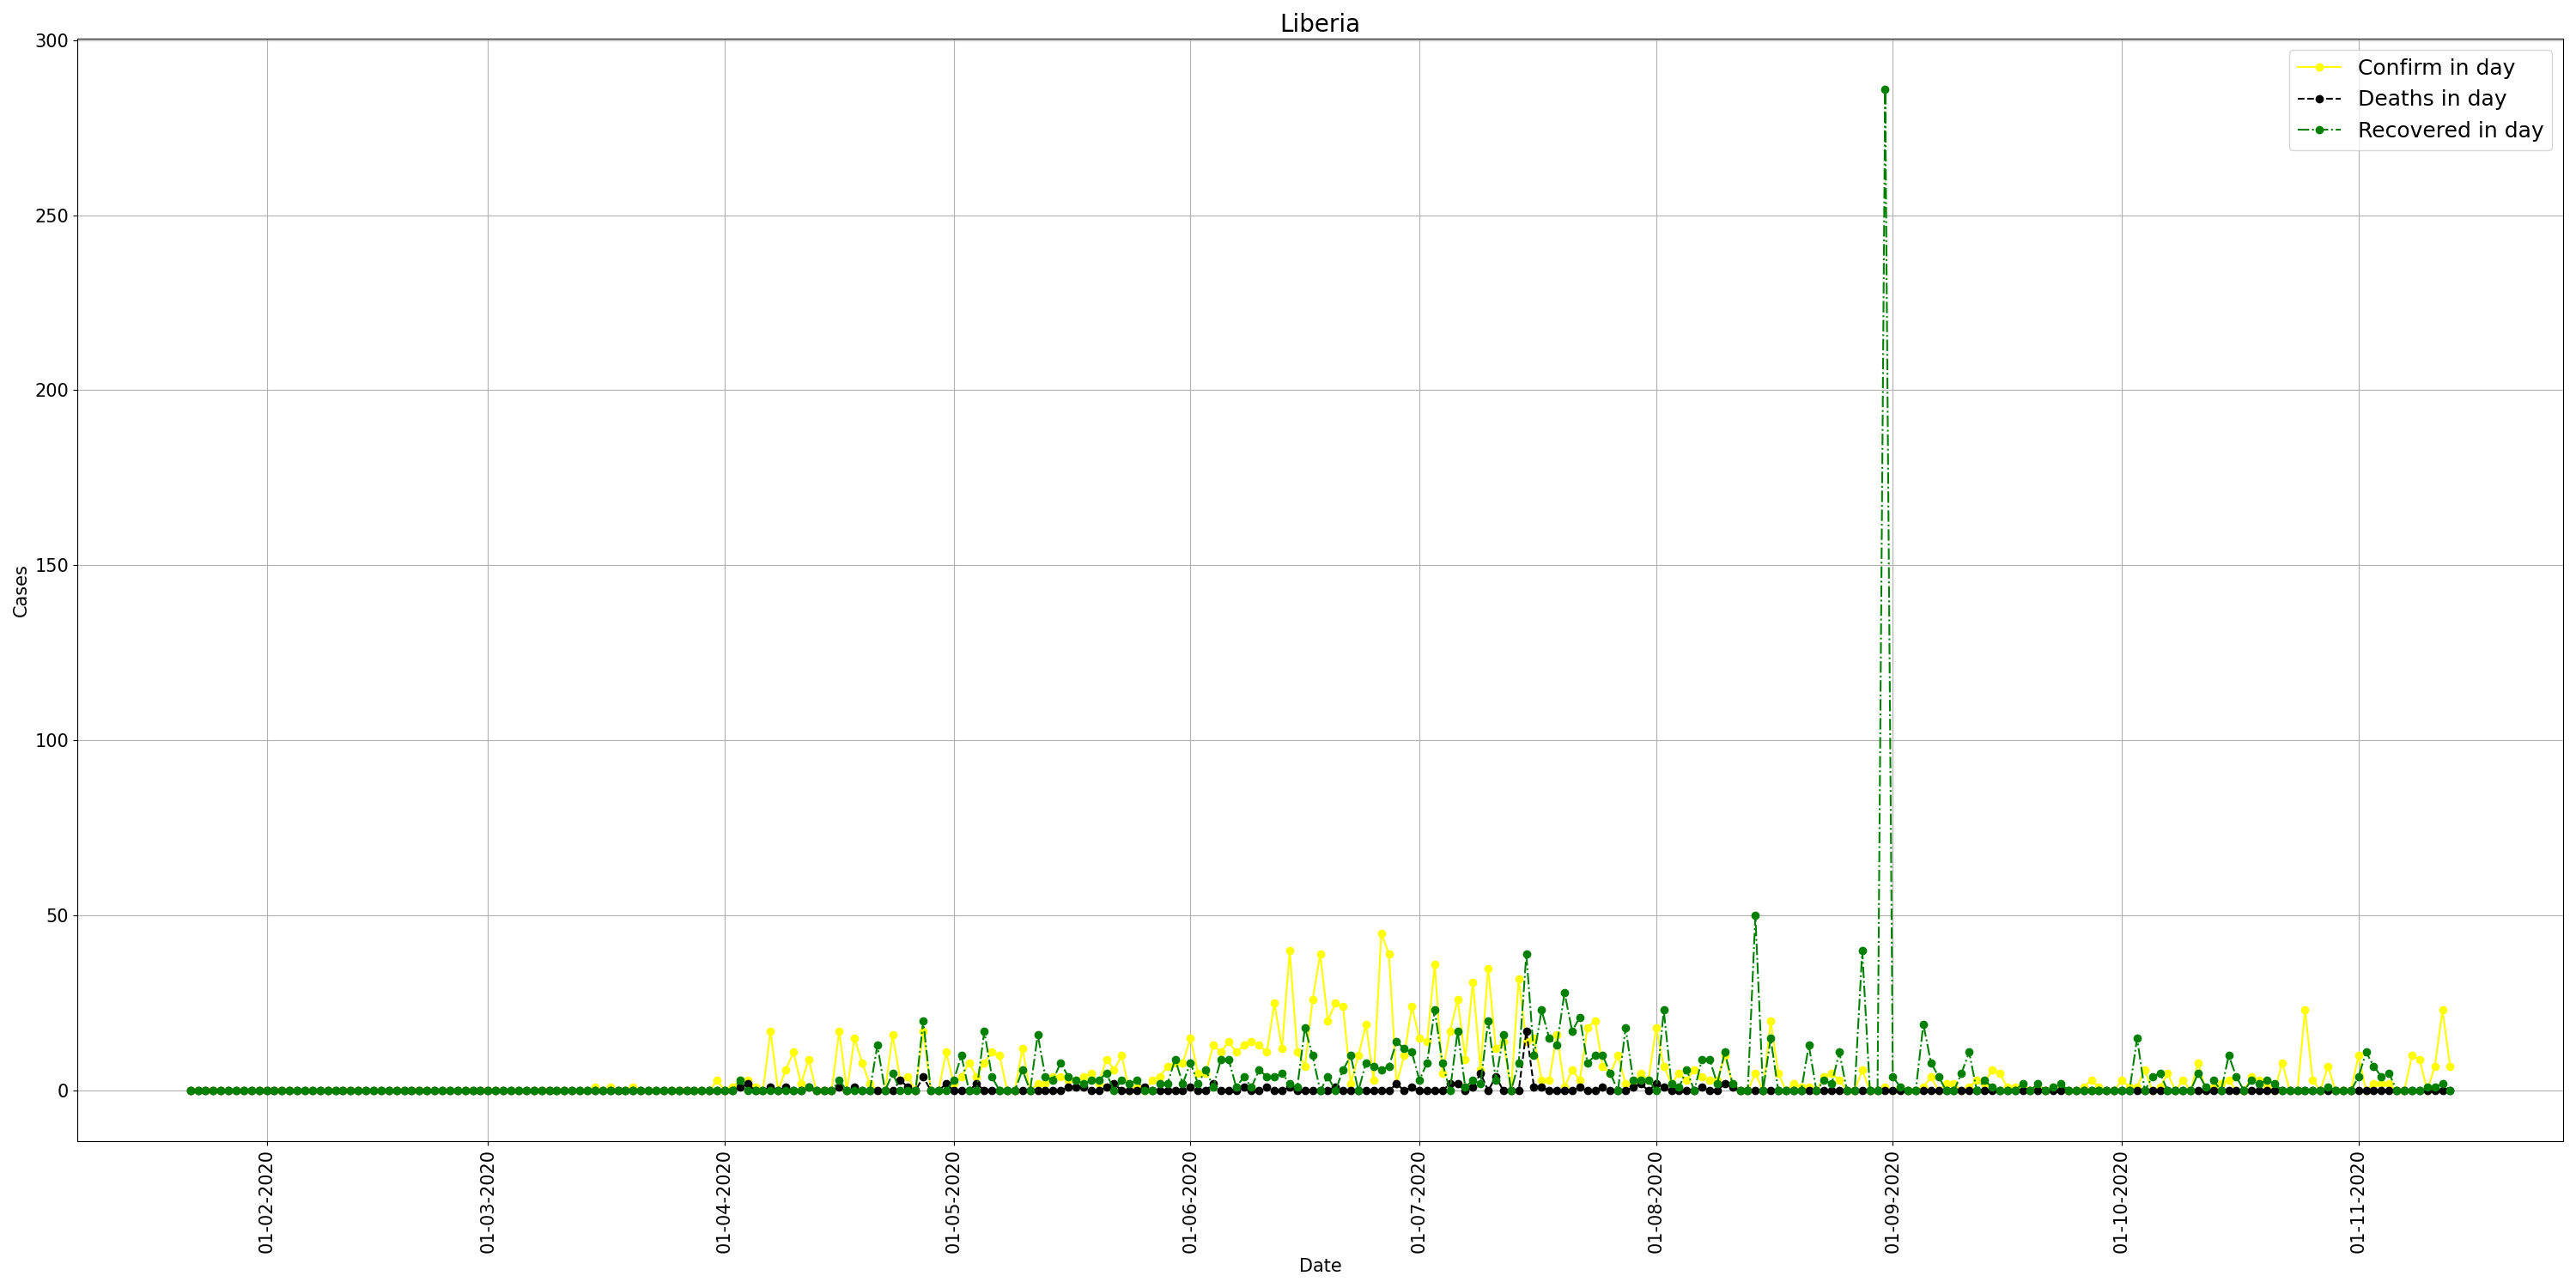 Liberia
300
250
200
150
100
50
0
Cases
Confirm in day
Deaths in day
Recovered in day
01-02-2020
01-03-2020
01-04-2020
01-05-2020
01-06-2020
01-07-2020
01-08-2020
01-09-2020
01-10-2020
01-11-2020
Date